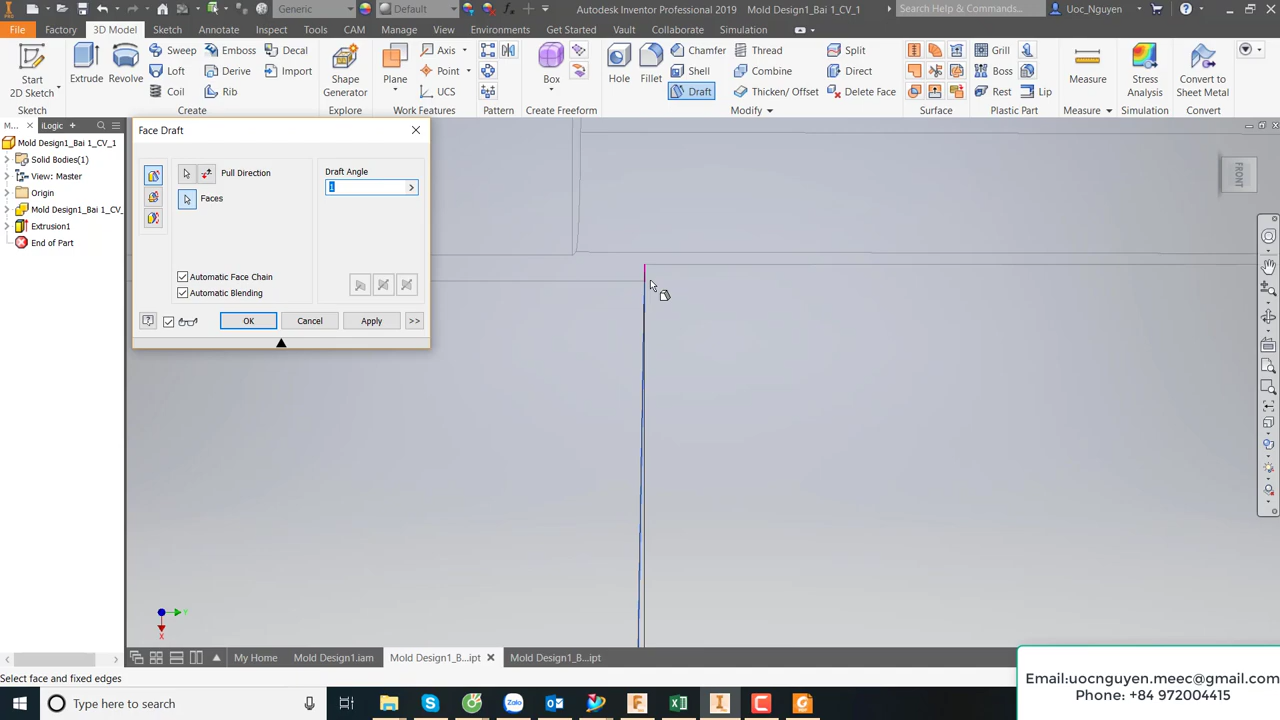 Generic
Default
Autodesk Inventor Professional 2019
Mold Design1_Bai 1_CV_1
Search Help & Commands...
Uoc_Nguyen
File
Factory
3D Model
Sketch
Annotate
Inspect
Tools
CAM
Manage
View
Environments
Get Started
Vault
Collaborate
Simulation
Start
2D Sketch
Extrude
Revolve
Sweep
Loft
Coil
Emboss
Derive
Rib
Decal
Import
Shape
Generator
Plane
Axis
Point
UCS
Box
Hole
Fillet
Chamfer
Shell
Draft
Thread
Combine
Thicken/ Offset
Split
Direct
Delete Face
Grill
Boss
Rest
Lip
Measure
Stress
Analysis
Convert to
Sheet Metal
Sketch
Create
Explore
Work Features
Pattern
Create Freeform
Modify
Surface
Plastic Part
Measure
Simulation
Convert
M...
iLogic
Mold Design1_Bai 1_CV_1
Solid Bodies(1)
View: Master
Origin
Mold Design1_Bai 1_CV_
Extrusion1
End of Part
Face Draft
Pull Direction
Faces
Draft Angle
1
Automatic Face Chain
Automatic Blending
OK
Cancel
Apply
>>
FRONT
Y
X
My Home
Mold Design1.iam
Mold Design1_B...ipt
Mold Design1_B...ipt
Select face and fixed edges
Type here to search
Zalo
Email:uocnguyen.meec@gmail.com
Phone: +84 972004415